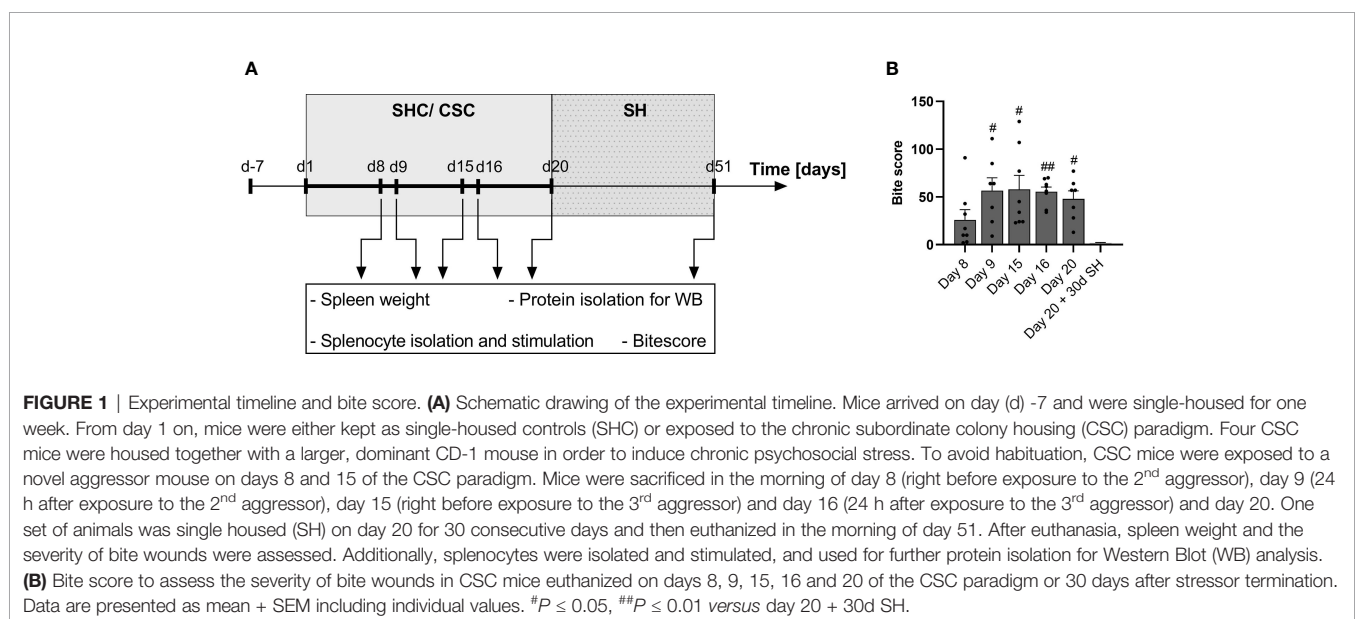 A
SHC/ CSC
SH
d-7
d1
d8
d9
d15
d16
d20
d51
Time [days]
- Spleen weight
- Protein isolation for WB
- Splenocyte isolation and stimulation
- Bitescore
B
150
100
50
0
Bite score
#
#
##
#
Day 8
Day 9
Day 15
Day 16
Day 20
Day 20 + 30d SH
FIGURE 1 | Experimental timeline and bite score. (A) Schematic drawing of the experimental timeline. Mice arrived on day (d) -7 and were single-housed for one
week. From day 1 on, mice were either kept as single-housed controls (SHC) or exposed to the chronic subordinate colony housing (CSC) paradigm. Four CSC
mice were housed together with a larger, dominant CD-1 mouse in order to induce chronic psychosocial stress. To avoid habituation, CSC mice were exposed to a
novel aggressor mouse on days 8 and 15 of the CSC paradigm. Mice were sacrificed in the morning of day 8 (right before exposure to the 2nd aggressor), day 9 (24
h after exposure to the 2nd aggressor), day 15 (right before exposure to the 3rd aggressor) and day 16 (24 h after exposure to the 3rd aggressor) and day 20. One
set of animals was single housed (SH) on day 20 for 30 consecutive days and then euthanized in the morning of day 51. After euthanasia, spleen weight and the
severity of bite wounds were assessed. Additionally, splenocytes were isolated and stimulated, and used for further protein isolation for Western Blot (WB) analysis.
(B) Bite score to assess the severity of bite wounds in CSC mice euthanized on days 8, 9, 15, 16 and 20 of the CSC paradigm or 30 days after stressor termination.
Data are presented as mean + SEM including individual values. #P ≤ 0.05, ##P ≤ 0.01 versus day 20 + 30d SH.